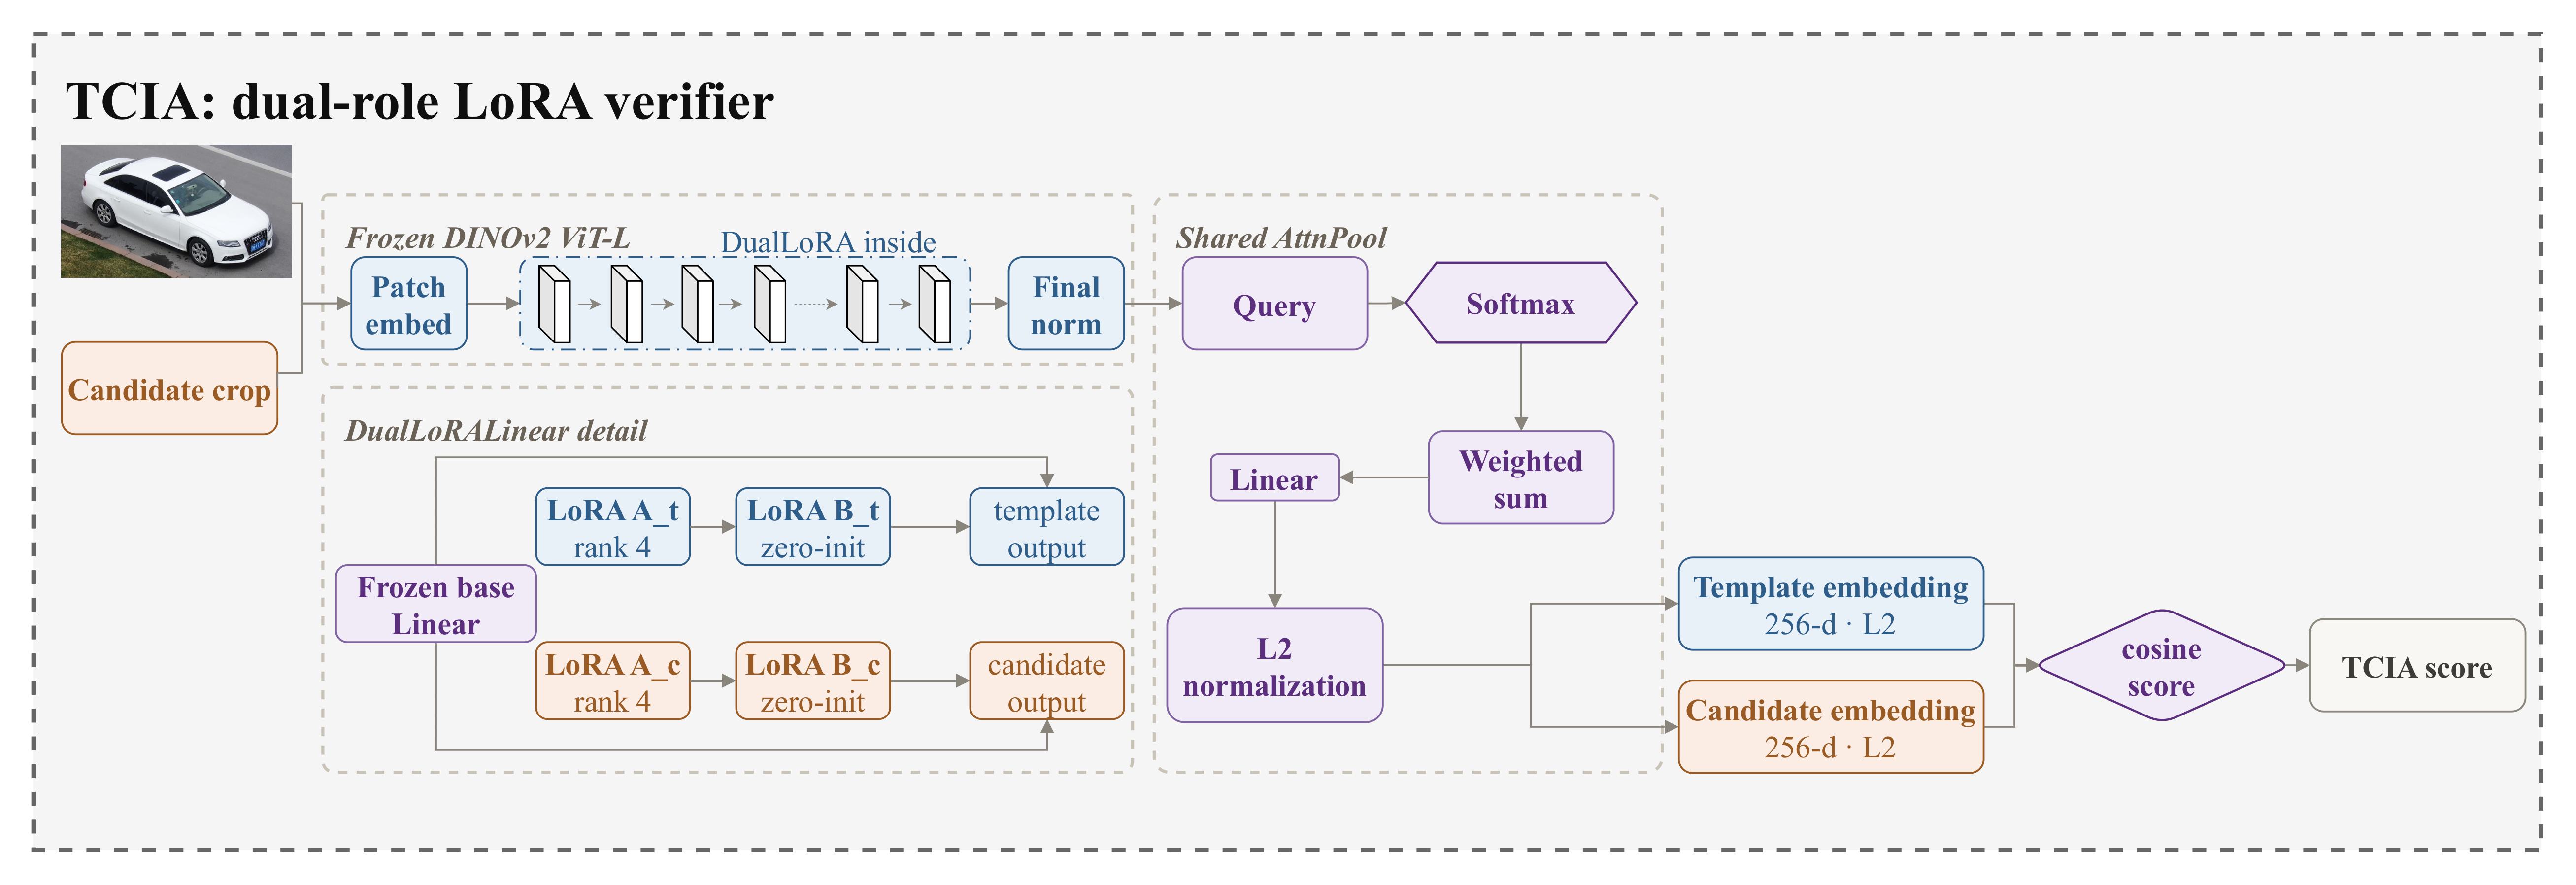 TCIA: dual-role LoRA verifier
Candidate crop
Frozen DINOv2 ViT-L
DualLoRA inside
Patch
embed
Final
norm
DualLoRALinear detail
LoRA A_t
rank 4
LoRA B_t
zero-init
template
output
Frozen base
Linear
LoRA A_c
rank 4
LoRA B_c
zero-init
candidate
output
Shared AttnPool
Query
Softmax
Weighted
sum
Linear
L2
normalization
Template embedding
256-d · L2
Candidate embedding
256-d · L2
cosine
score
TCIA score